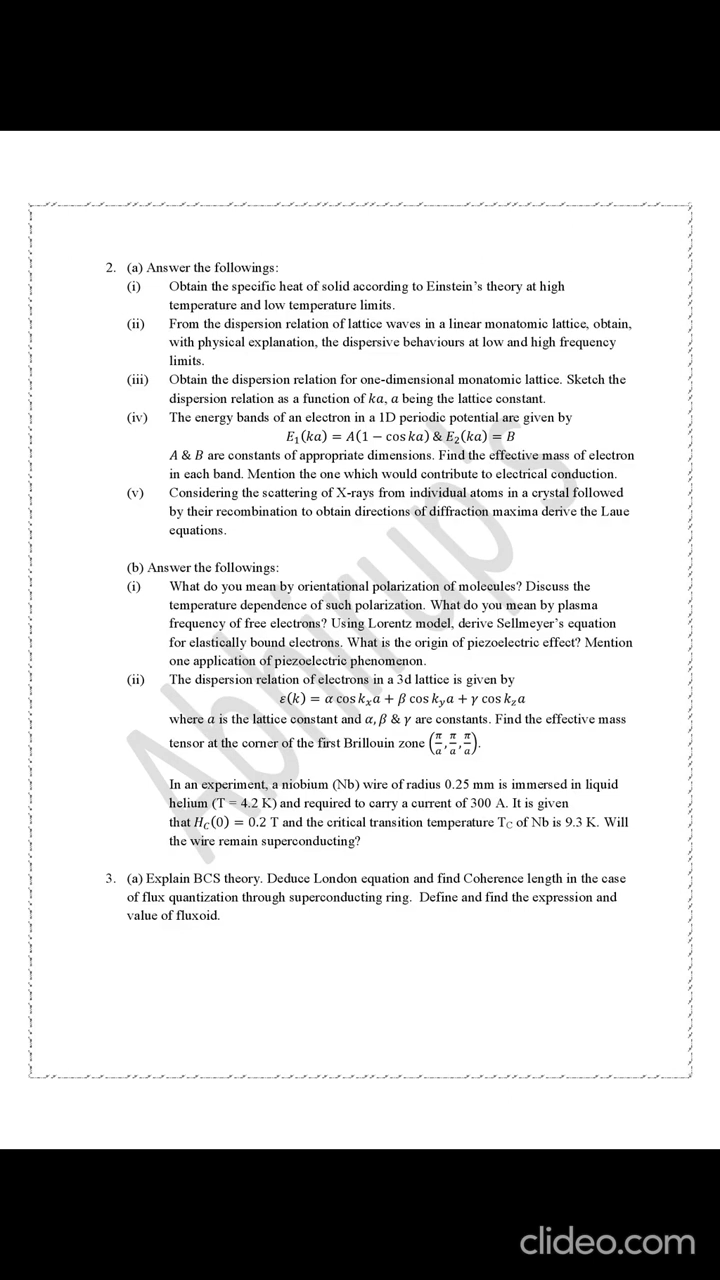 2. (a) Answer the followings:
(i) Obtain the specific heat of solid according to Einstein's theory at high
temperature and low temperature limits.
(ii) From the dispersion relation of lattice waves in a linear monatomic lattice, obtain,
with physical explanation, the dispersive behaviours at low and high frequency
limits.
(iii) Obtain the dispersion relation for one-dimensional monatomic lattice. Sketch the
dispersion relation as a function of ka, a being the lattice constant.
(iv) The energy bands of an electron in a 1D periodic potential are given by
E₁(ka) = A(1 − cos ka) & E₂(ka) = B
A & B are constants of appropriate dimensions. Find the effective mass of electron
in each band. Mention the one which would contribute to electrical conduction.
(v) Considering the scattering of X-rays from individual atoms in a crystal followed
by their recombination to obtain directions of diffraction maxima derive the Laue
equations.
(b) Answer the followings:
(i) What do you mean by orientational polarization of molecules? Discuss the
temperature dependence of such polarization. What do you mean by plasma
frequency of free electrons? Using Lorentz model, derive Sellmeyer's equation
for elastically bound electrons. What is the origin of piezoelectric effect? Mention
one application of piezoelectric phenomenon.
(ii) The dispersion relation of electrons in a 3d lattice is given by
ε(k) = α cos kₓa + β cos k_y a + γ cos k_z a
where a is the lattice constant and α, β & γ are constants. Find the effective mass
tensor at the corner of the first Brillouin zone (π/a, π/a, π/a).
In an experiment, a niobium (Nb) wire of radius 0.25 mm is immersed in liquid
helium (T = 4.2 K) and required to carry a current of 300 A. It is given
that H_C(0) = 0.2 T and the critical transition temperature T_C of Nb is 9.3 K. Will
the wire remain superconducting?
3. (a) Explain BCS theory. Deduce London equation and find Coherence length in the case
of flux quantization through superconducting ring. Define and find the expression and
value of fluxoid.
Abhirup's
clideo.com